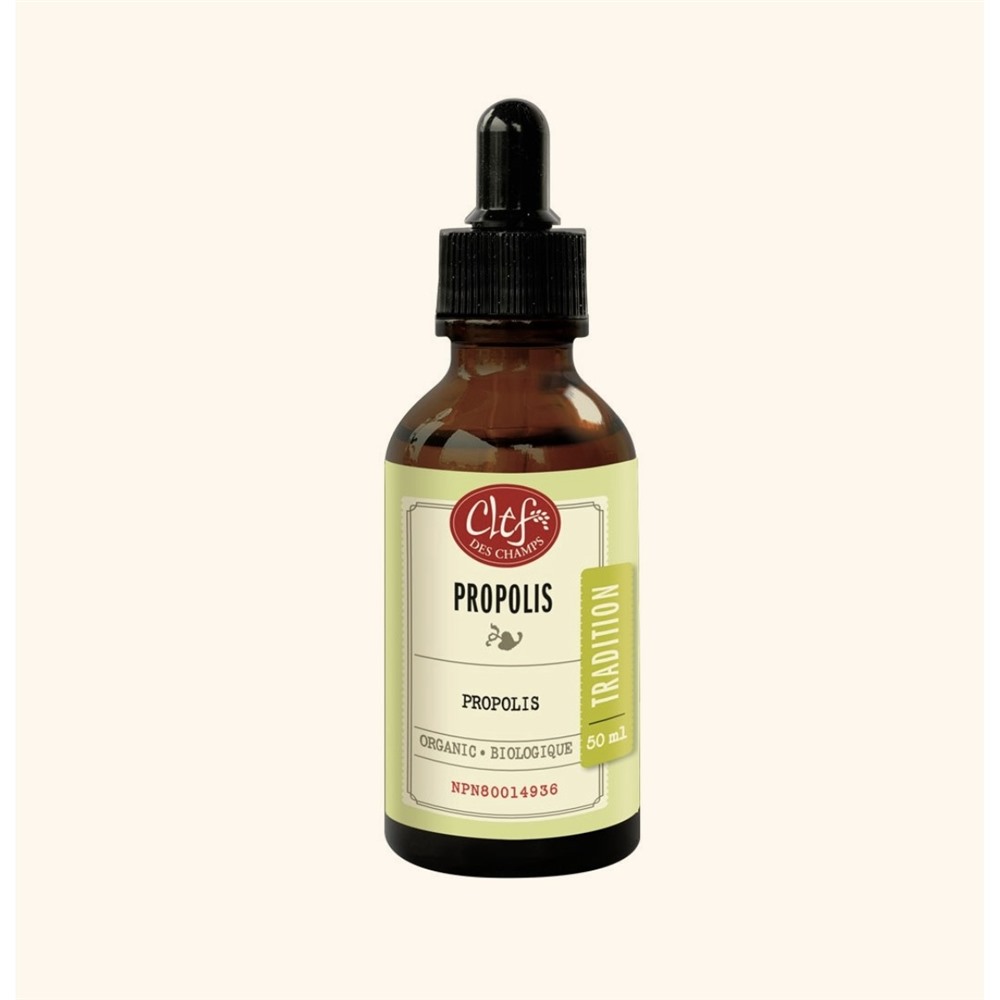 Clef
DES CHAMPS
PROPOLIS
PROPOLIS
ORGANIC • BIOLOGIQUE
NPN80014936
TRADITION
50 ml